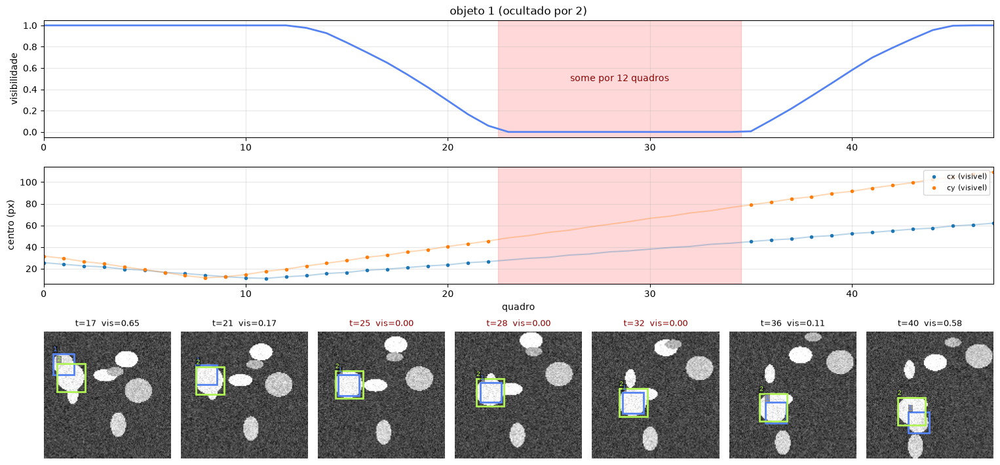 objeto 1 (ocultado por 2)
visibilidade
1.0
0.8
0.6
0.4
0.2
0.0
some por 12 quadros
0 10 20 30 40
centro (px)
100
80
60
40
20
cx (visivel)
cy (visivel)
0 10 20 30 40
quadro
t=17 vis=0.65 t=21 vis=0.17 t=25 vis=0.00 t=28 vis=0.00 t=32 vis=0.00 t=36 vis=0.11 t=40 vis=0.58
1
2 2 2 2 2 2 2